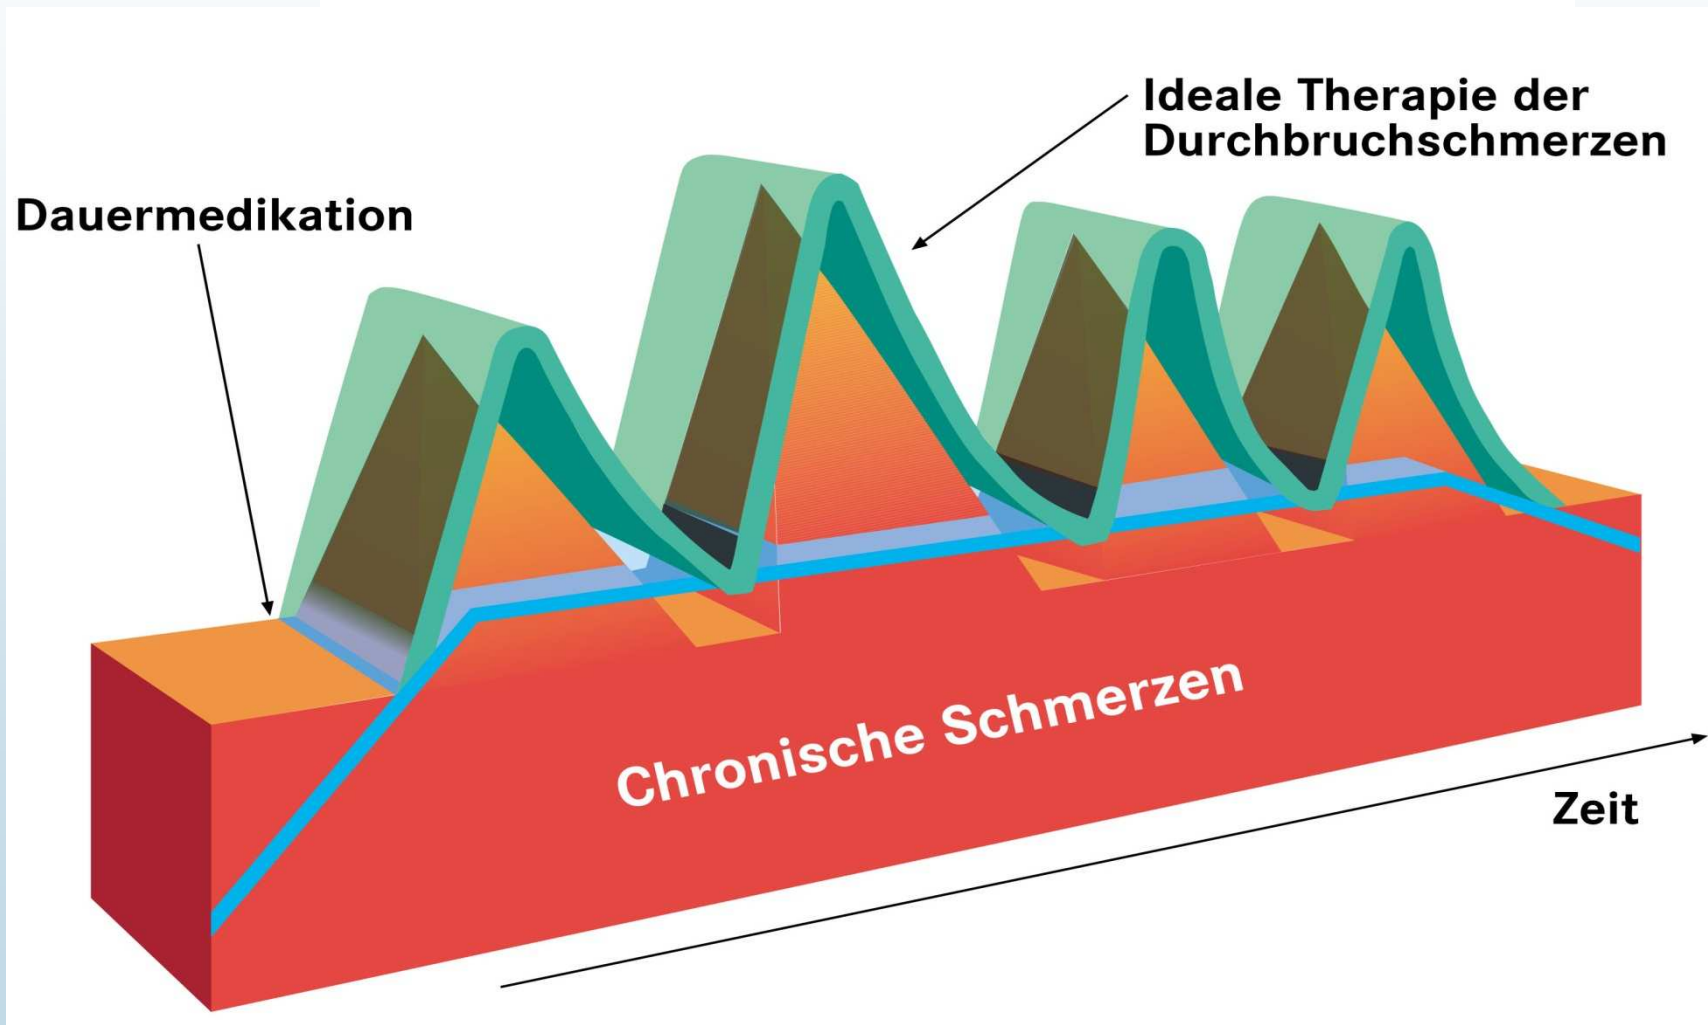 Ideale Therapie der
Durchbruchschmerzen
Dauermedikation
Chronische Schmerzen
Zeit